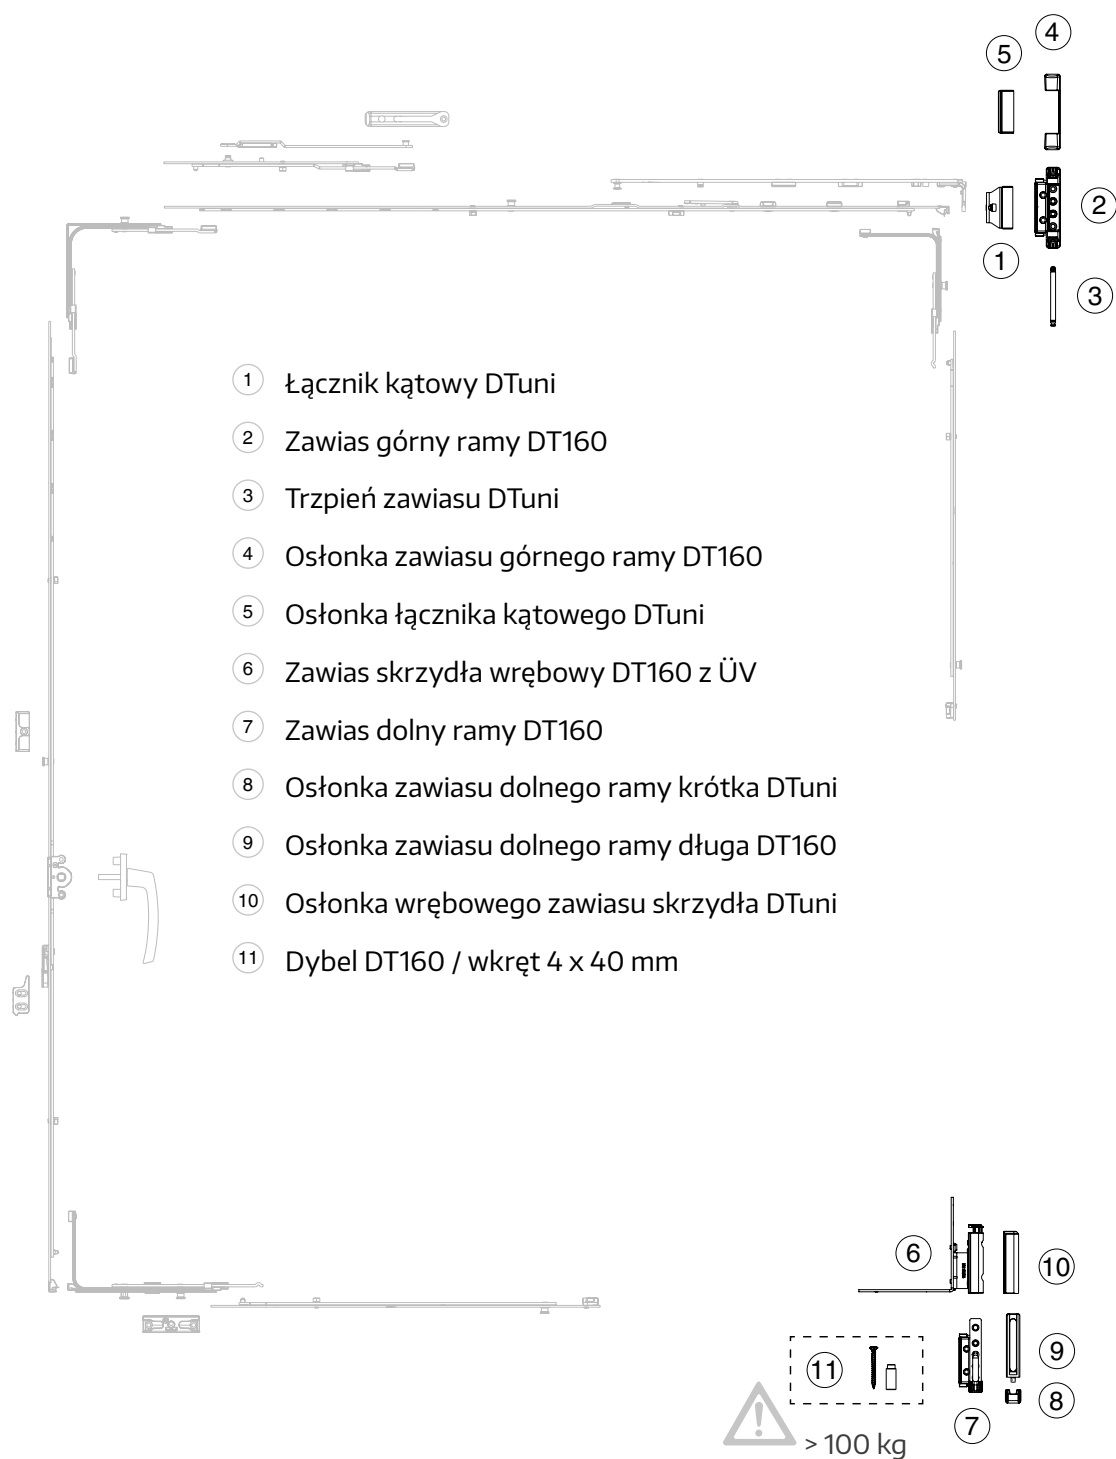 4
5
2
1
3
1 Łącznik kątowy DTuni
2 Zawias górny ramy DT160
3 Trzpień zawiasu DTuni
4 Osłonka zawiasu górnego ramy DT160
5 Osłonka łącznika kątowego DTuni
6 Zawias skrzydła wrębowy DT160 z ÜV
7 Zawias dolny ramy DT160
8 Osłonka zawiasu dolnego ramy krótka DTuni
9 Osłonka zawiasu dolnego ramy długa DT160
10 Osłonka wrębowego zawiasu skrzydła DTuni
11 Dybel DT160 / wkręt 4 x 40 mm
6
10
9
11
8
7
> 100 kg